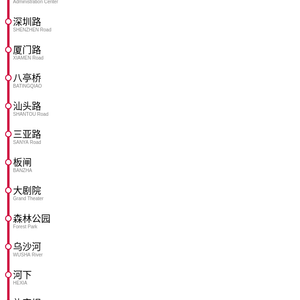 Administration Center
深圳路
SHENZHEN Road
厦门路
XIAMEN Road
八亭桥
BATINGQIAO
汕头路
SHANTOU Road
三亚路
SANYA Road
板闸
BANZHA
大剧院
Grand Theater
森林公园
Forest Park
乌沙河
WUSHA River
河下
HEXIA